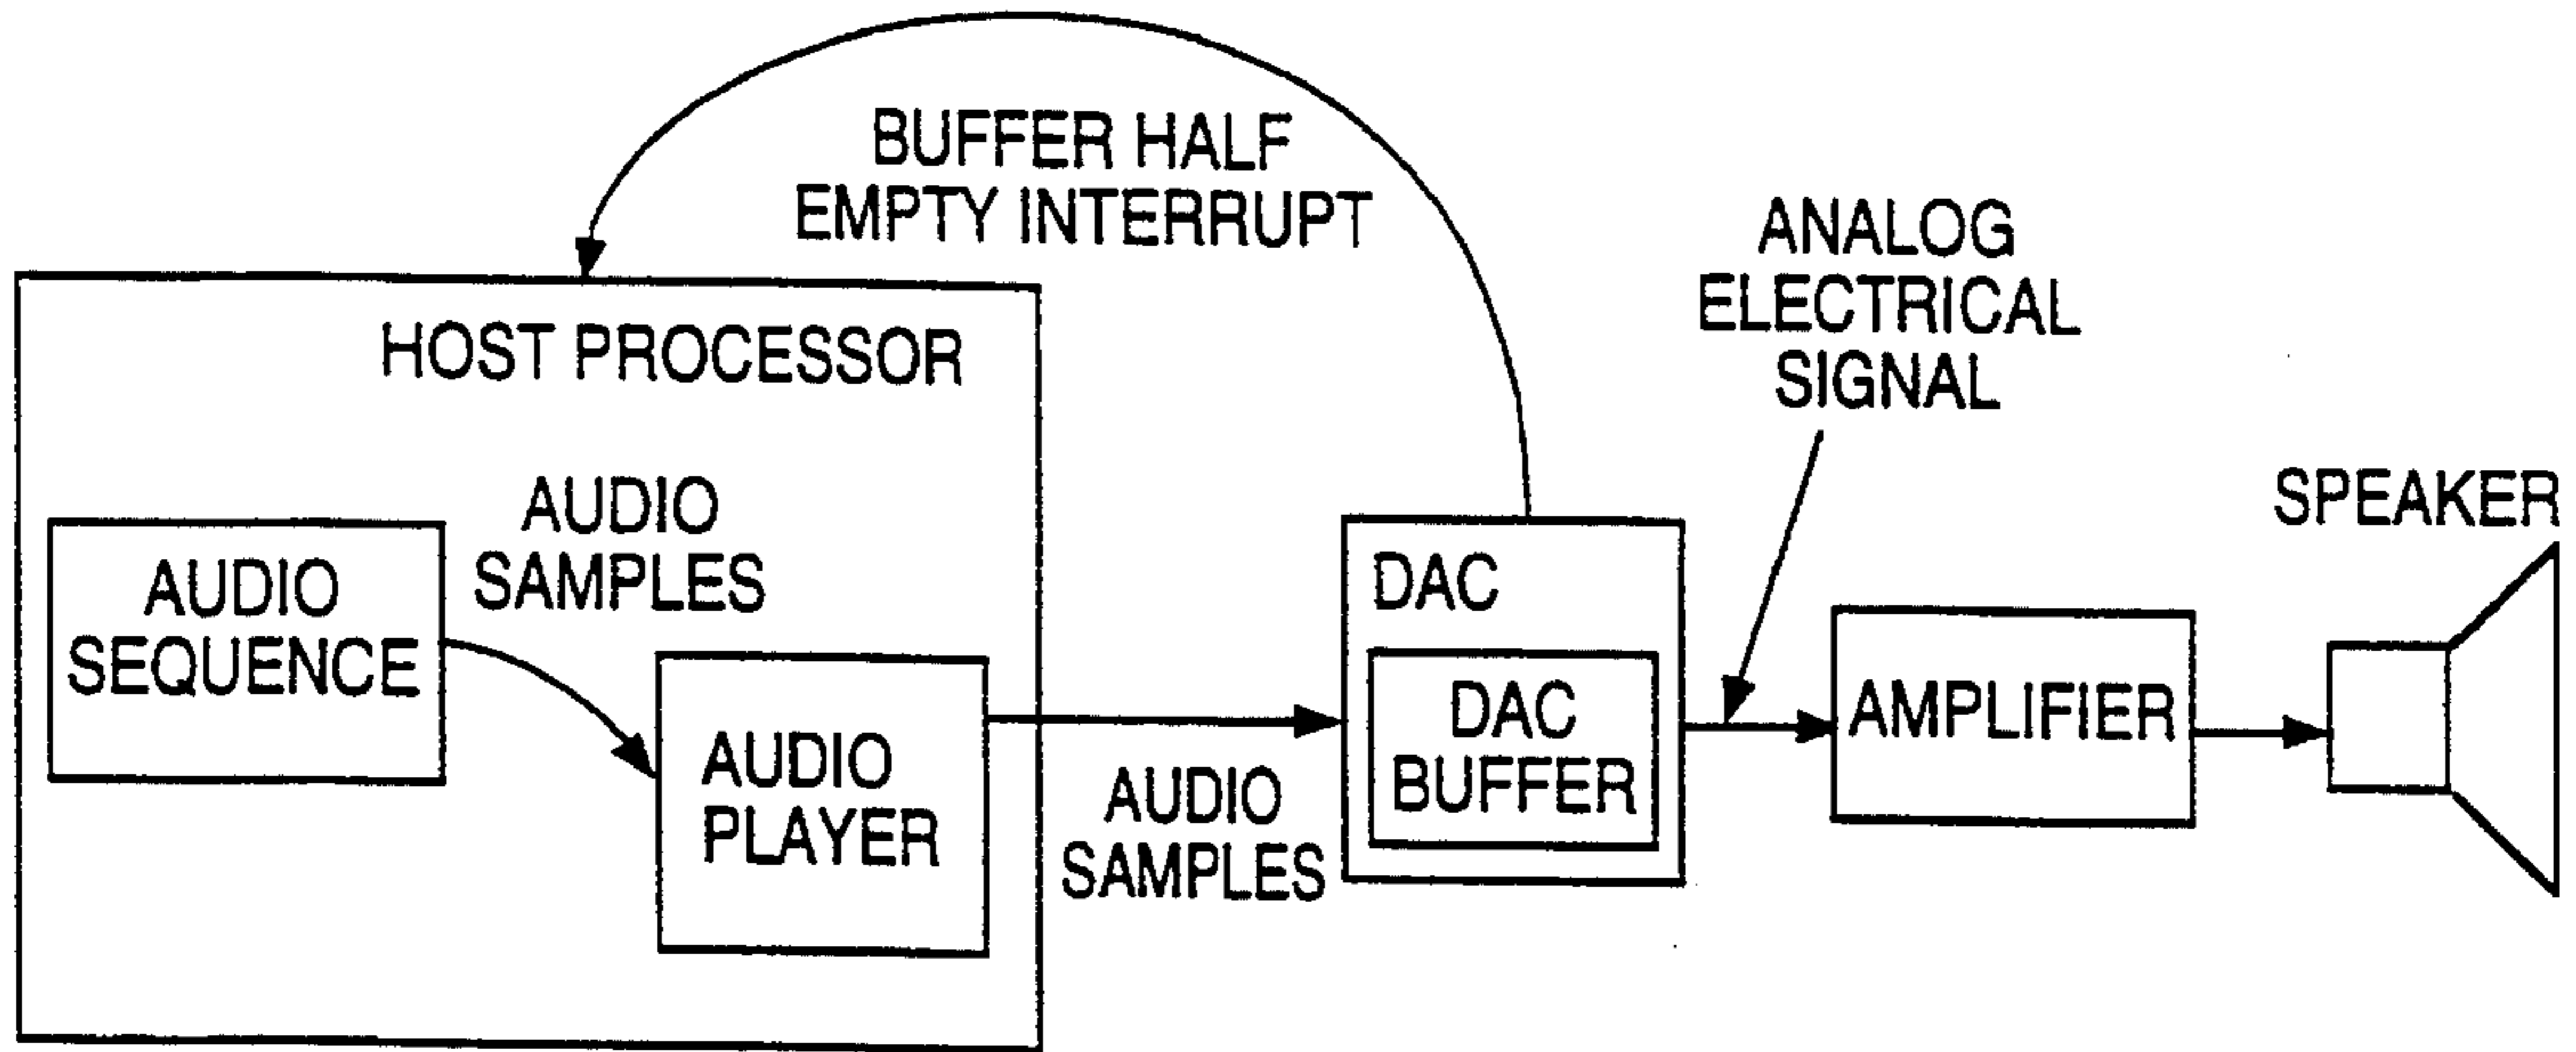 BUFFER HALF
EMPTY INTERRUPT
ANALOG
ELECTRICAL
SIGNAL
HOST PROCESSOR
SPEAKER
AUDIO
SAMPLES
AUDIO
SEQUENCE
DAC
DAC
BUFFER
AMPLIFIER
AUDIO
PLAYER
AUDIO
SAMPLES